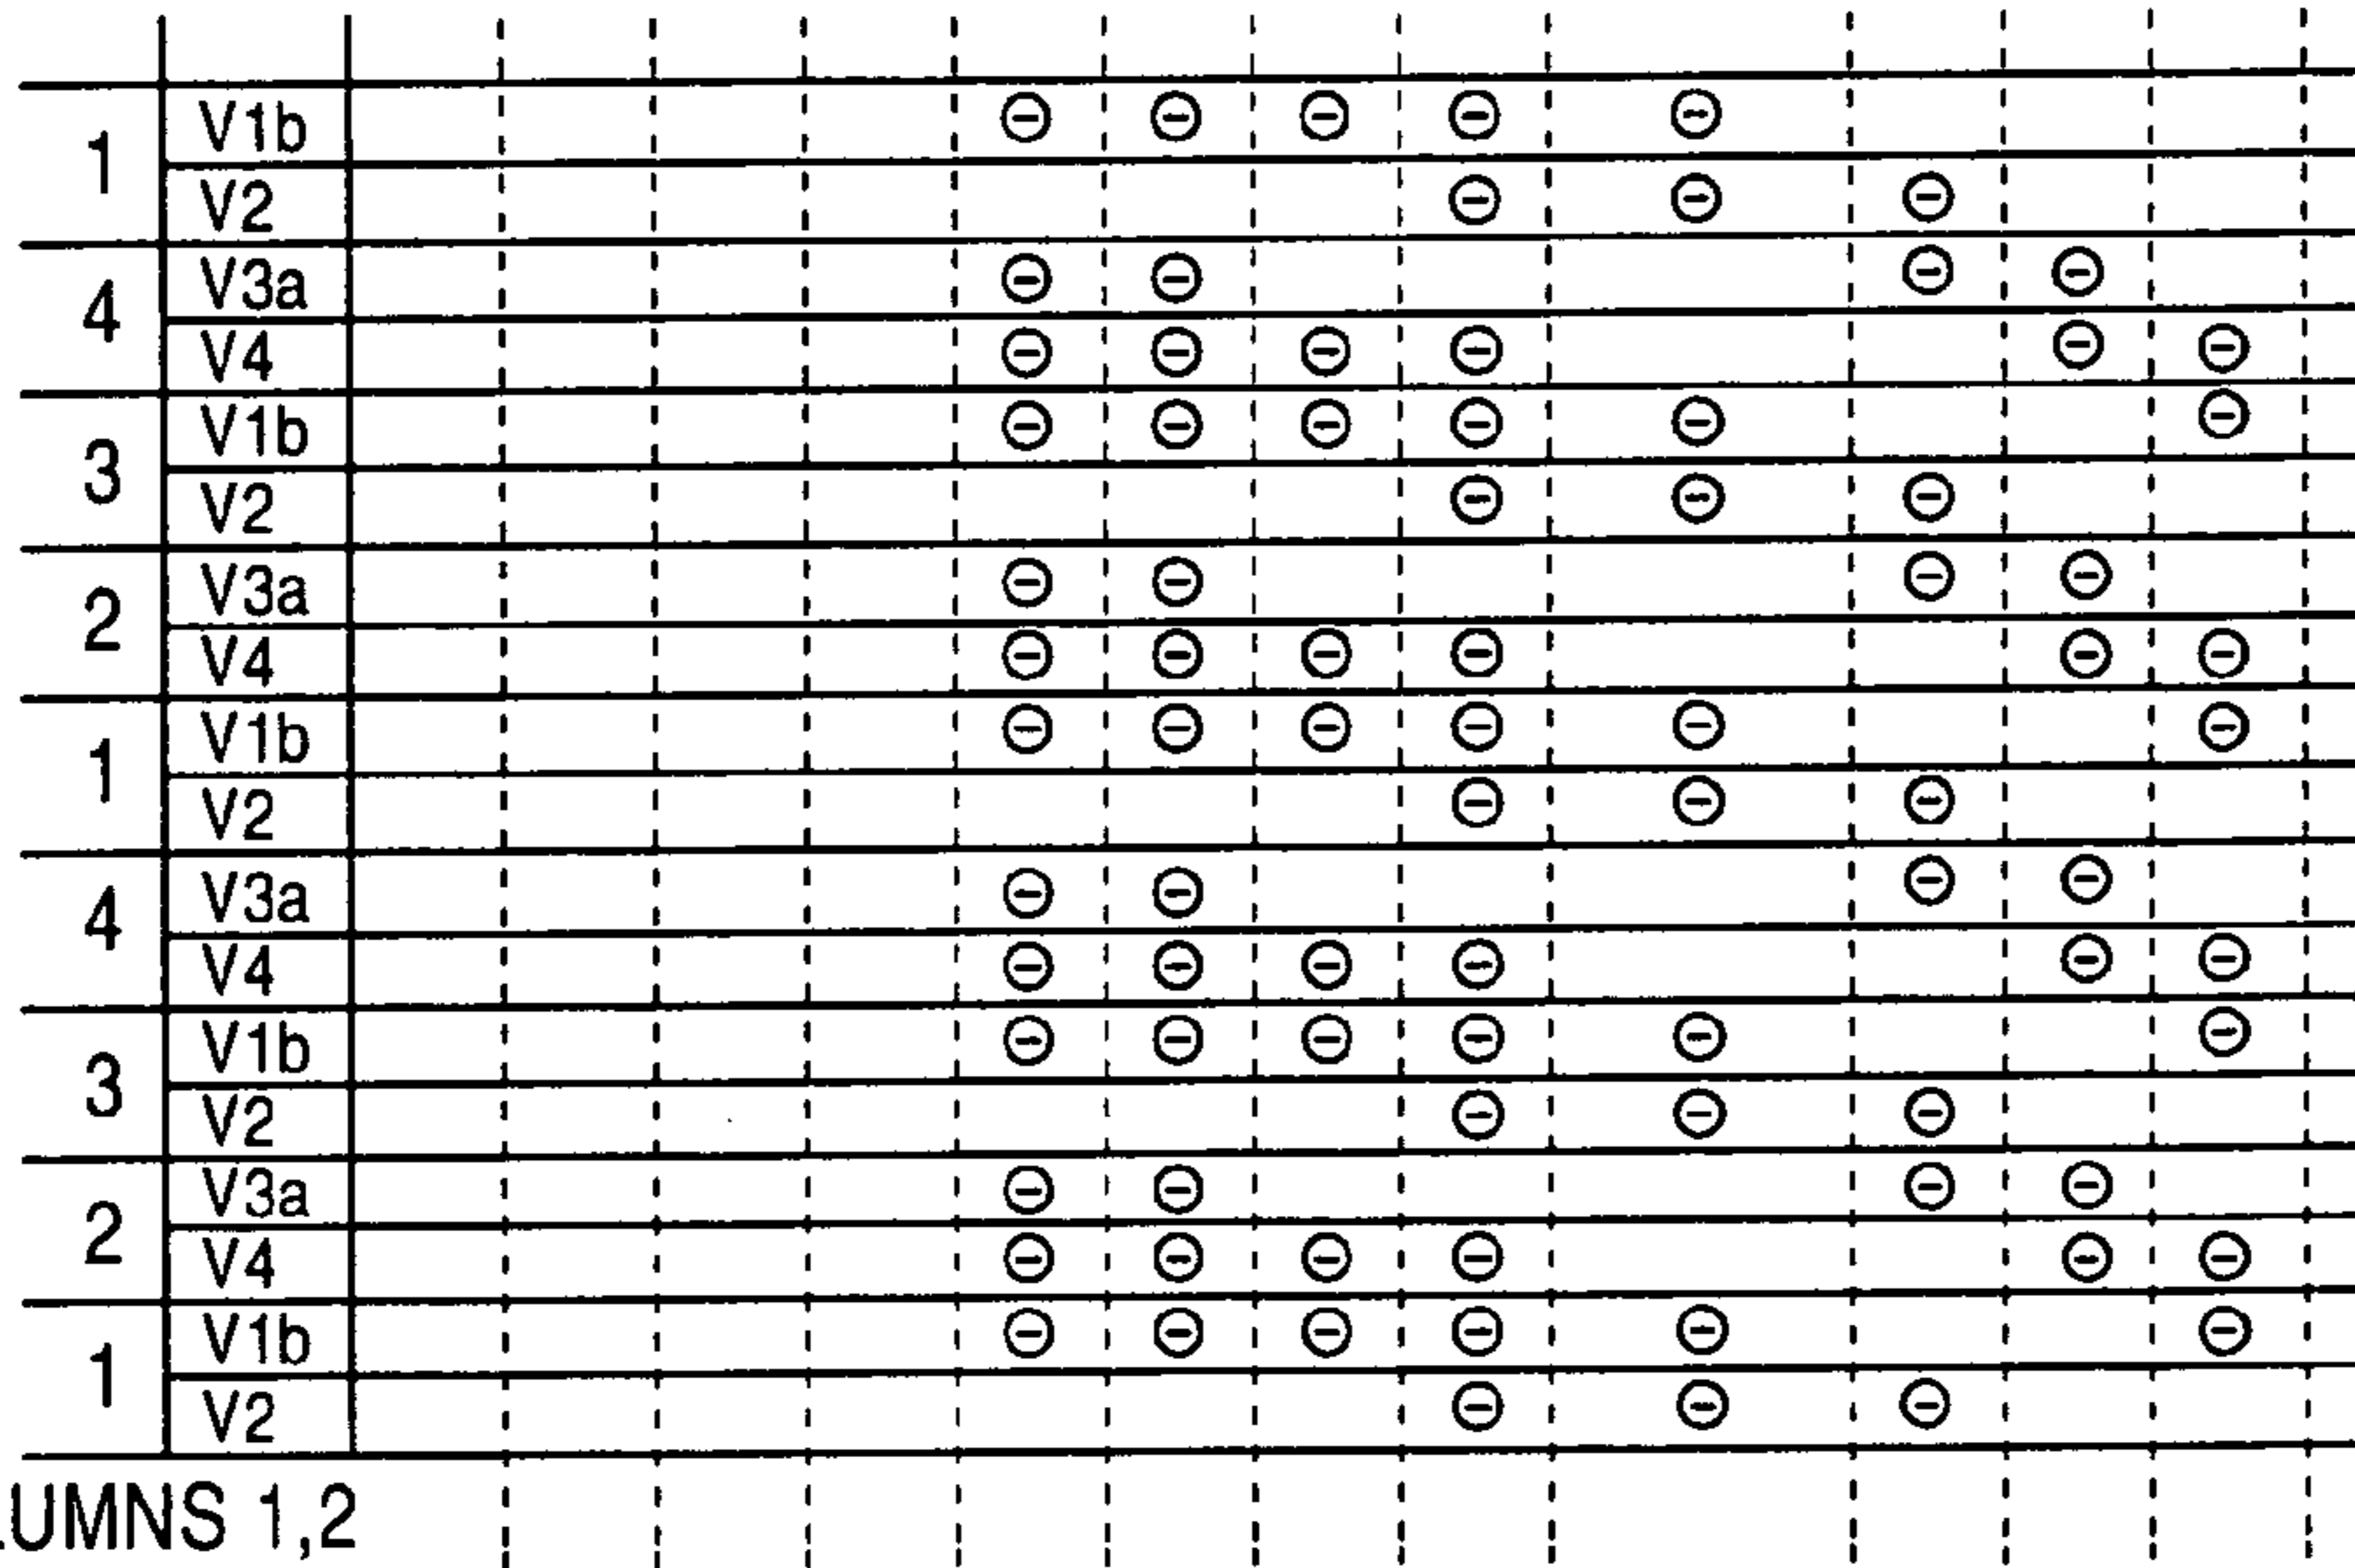 1 V1b ⊖ ⊖ ⊖ ⊖ ⊖
V2 ⊖ ⊖ ⊖
4 V3a ⊖ ⊖ ⊖ ⊖
V4 ⊖ ⊖ ⊖ ⊖ ⊖ ⊖
3 V1b ⊖ ⊖ ⊖ ⊖ ⊖ ⊖
V2 ⊖ ⊖ ⊖
2 V3a ⊖ ⊖ ⊖ ⊖
V4 ⊖ ⊖ ⊖ ⊖ ⊖ ⊖
1 V1b ⊖ ⊖ ⊖ ⊖ ⊖ ⊖
V2 ⊖ ⊖ ⊖
4 V3a ⊖ ⊖ ⊖ ⊖
V4 ⊖ ⊖ ⊖ ⊖ ⊖ ⊖
3 V1b ⊖ ⊖ ⊖ ⊖ ⊖ ⊖
V2 ⊖ ⊖ ⊖
2 V3a ⊖ ⊖ ⊖ ⊖
V4 ⊖ ⊖ ⊖ ⊖ ⊖ ⊖
1 V1b ⊖ ⊖ ⊖ ⊖ ⊖ ⊖
V2 ⊖ ⊖ ⊖
UMNS 1,2